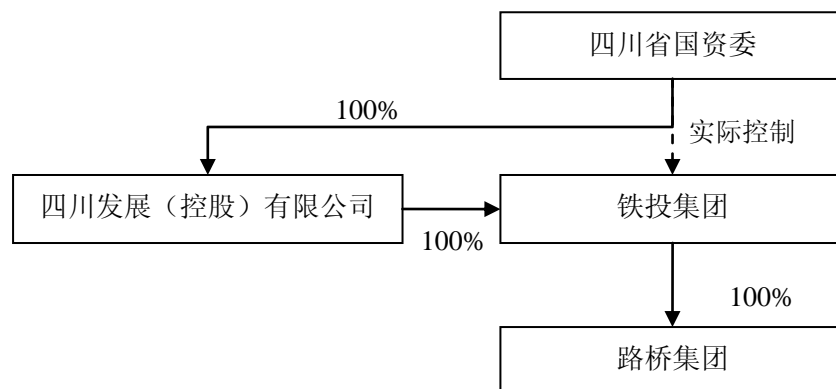 四川省国资委
100%
实际控制
四川发展（控股）有限公司
铁投集团
100%
100%
路桥集团